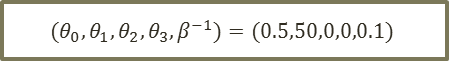 (θ₀, θ₁, θ₂, θ₃, β⁻¹) = (0.5,50,0,0,0.1)